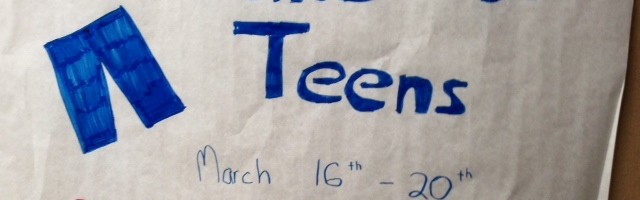 Teens
March 16th - 20th